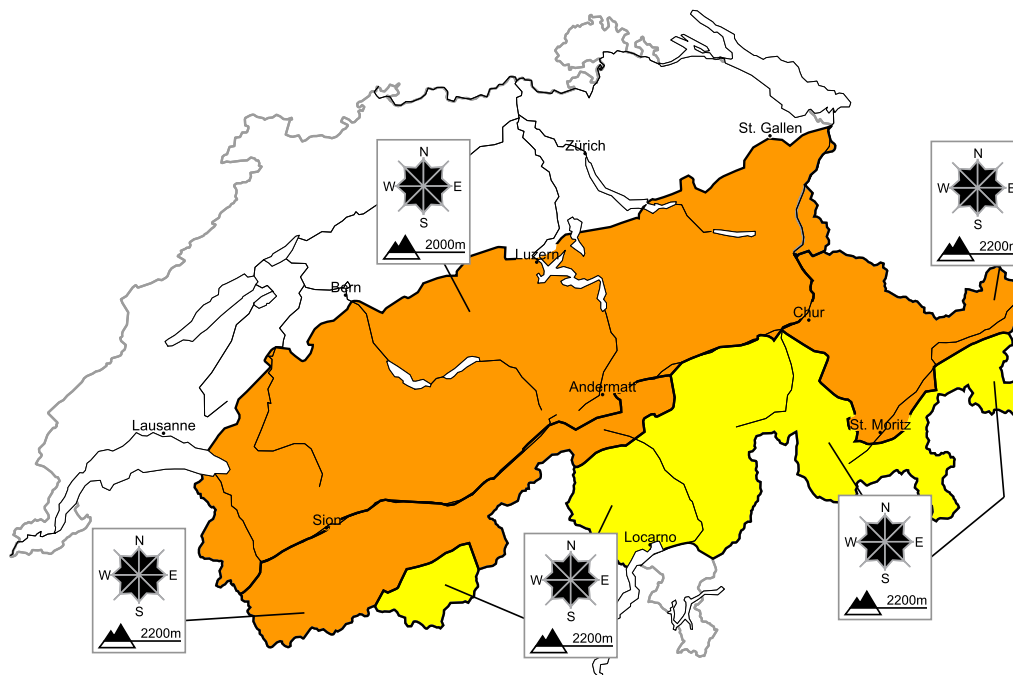 St. Gallen
Zürich
N
W E
S
2000m
N
W E
S
2200m
Luzern
Bern
Chur
Andermatt
Lausanne
St. Moritz
Sion
Locarno
N
W E
S
2200m
N
W E
S
2200m
N
W E
S
2200m